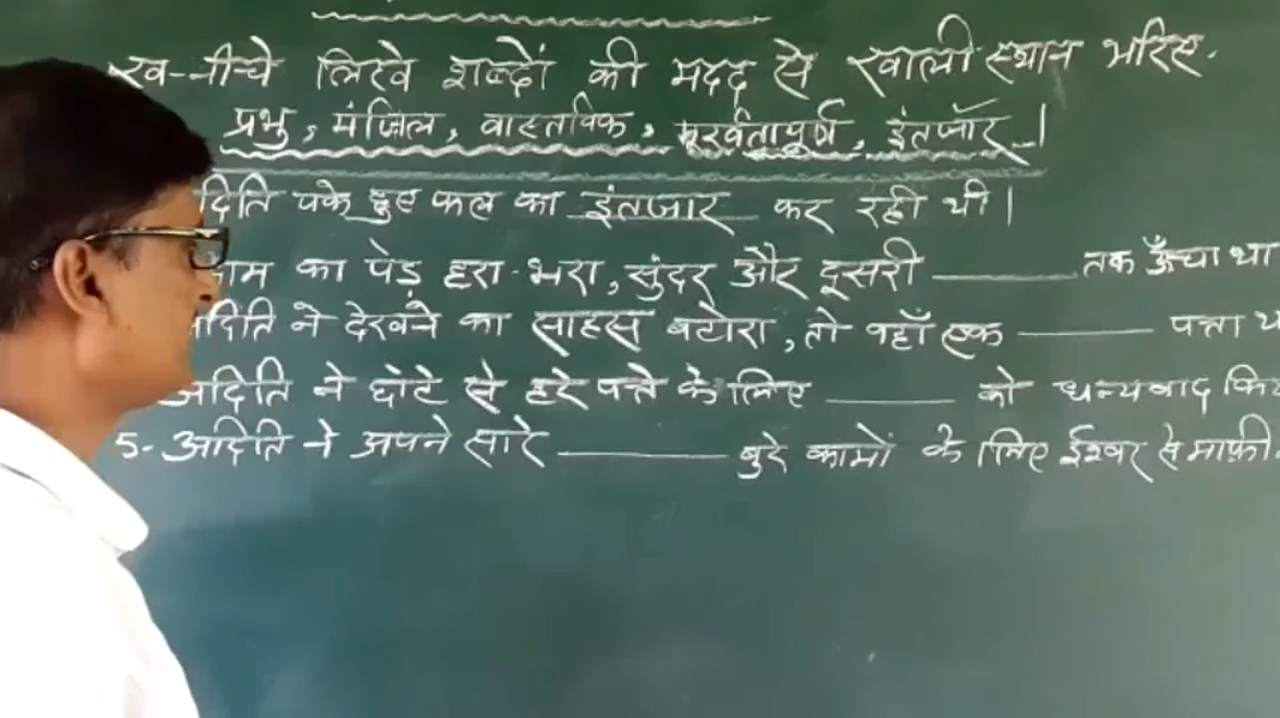 ख-नीचे लिखे शब्दों की मदद से खाली स्थान भरिए.
प्रभु, मंज़िल, वास्तविक, मूर्खतापूर्ण, इंतजॉर.।
दिति पके हुए फल का इंतजार कर रही थी।
का पेड़ हरा-भरा, सुंदर और दूसरी ______ तक ऊँचा था
दिति ने देखने का साहस बटोरा, तो वहाँ एक ______ पत्ता
अदिति ने छोटे से हरे पत्ते के लिए ______ को धन्यवाद
5- अदिति ने अपने सारे ______ बुरे कामों के लिए ईश्वर से माफ़ी